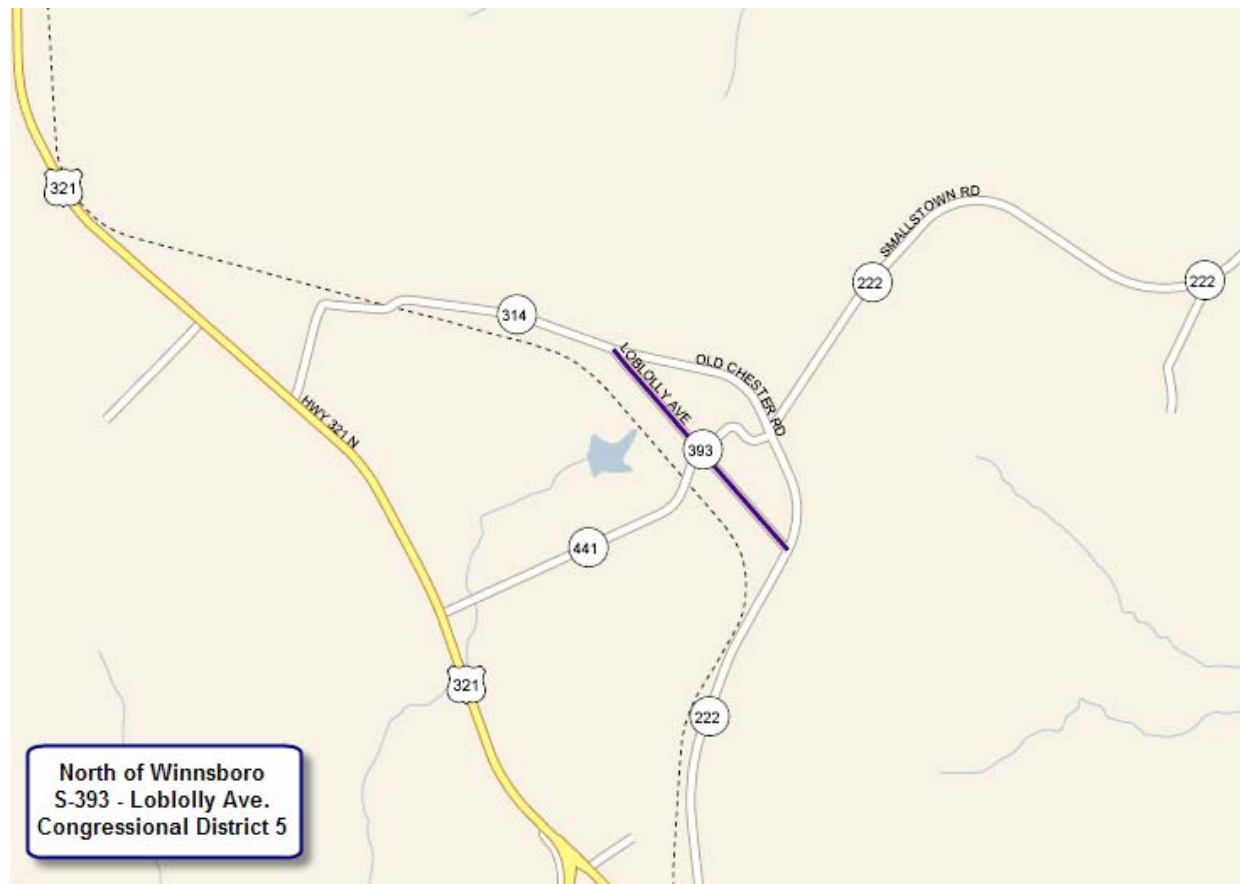 321
SMALLSTOWN RD
222
222
314
LOBLOLLY AVE
OLD CHESTER RD
HWY 321 N
393
441
321
222
North of Winnsboro
S-393 - Loblolly Ave.
Congressional District 5